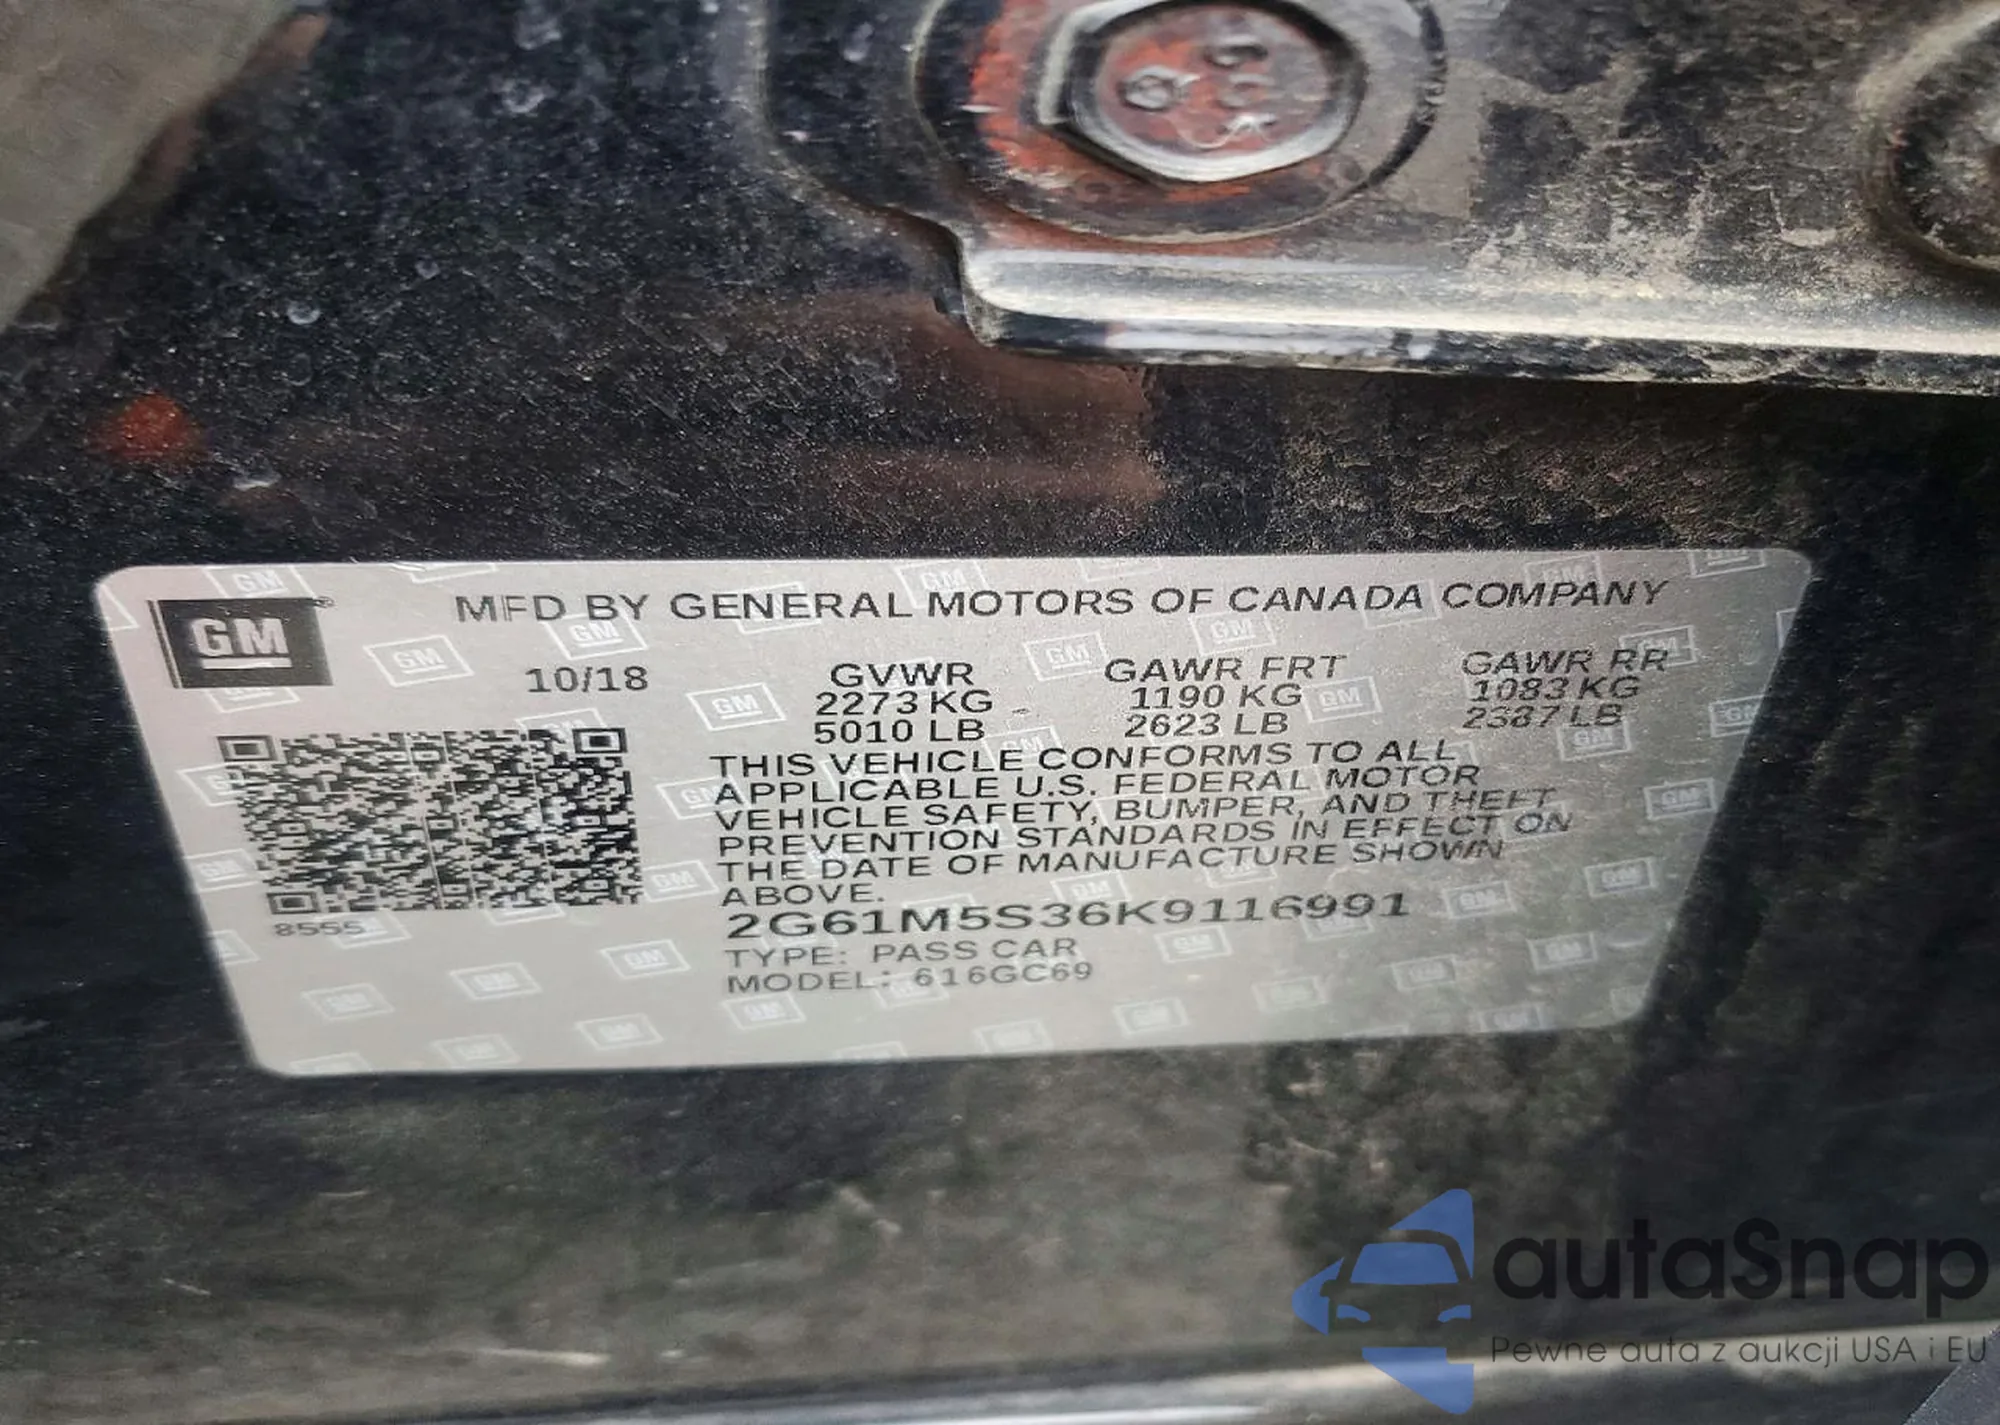 GM
MFD BY GENERAL MOTORS OF CANADA COMPANY
10/18
GVWR GAWR FRT GAWR RR
2273 KG 1190 KG 1083 KG
5010 LB 2623 LB 2387 LB
THIS VEHICLE CONFORMS TO ALL
APPLICABLE U.S. FEDERAL MOTOR
VEHICLE SAFETY, BUMPER, AND THEFT
PREVENTION STANDARDS IN EFFECT ON
THE DATE OF MANUFACTURE SHOWN
ABOVE.
8555
2G61M5S36K9116991
TYPE: PASS CAR
MODEL: 616GC69
autaSnap
Pewne auta z aukcji USA i EU